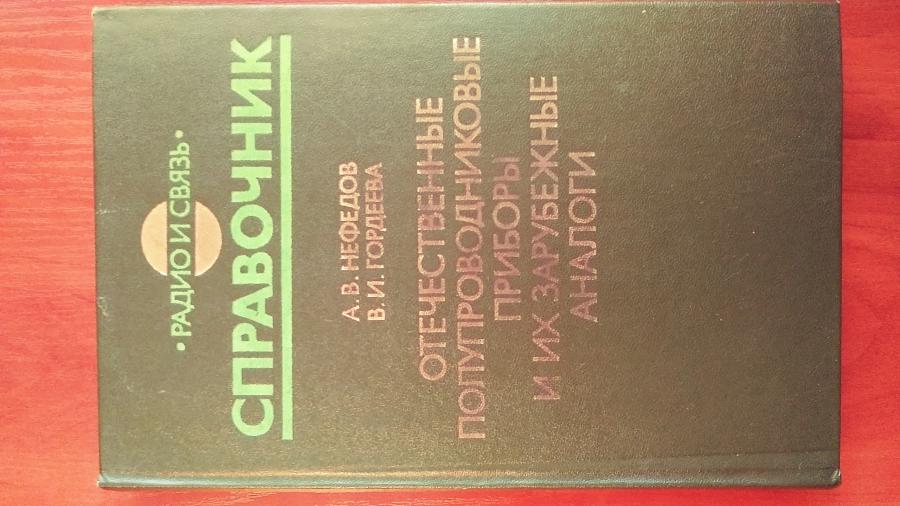 • РАДИО И СВЯЗЬ •
СПРАВОЧНИК
А. В. НЕФЕДОВ
В. И. ГОРДЕЕВА
ОТЕЧЕСТВЕННЫЕ
ПОЛУПРОВОДНИКОВЫЕ
ПРИБОРЫ
И ИХ ЗАРУБЕЖНЫЕ
АНАЛОГИ